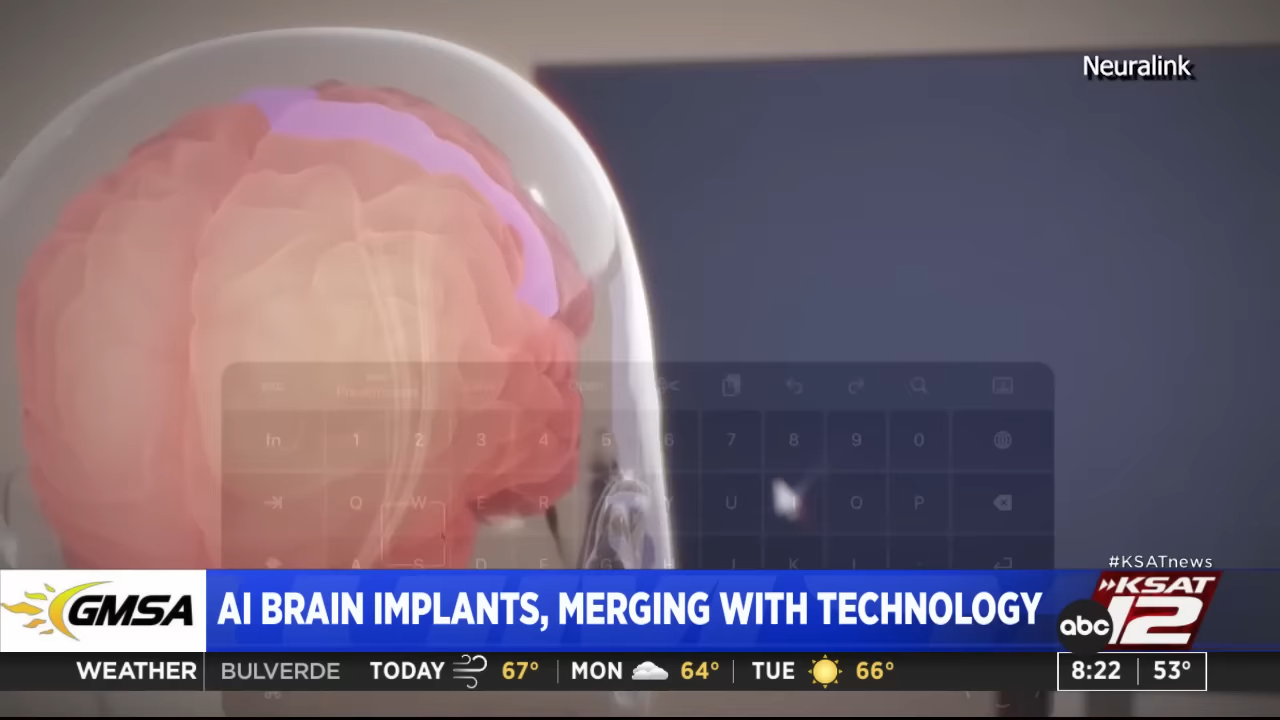 Neuralink
fn 1 2 3 4 5 6 7 8 9 0
Q W E R Y U I O P
A S D F G H J K L
#KSATnews
GMSA
AI BRAIN IMPLANTS, MERGING WITH TECHNOLOGY
KSAT
abc 12
WEATHER BULVERDE TODAY 67° MON 64° TUE 66° 8:22 53°